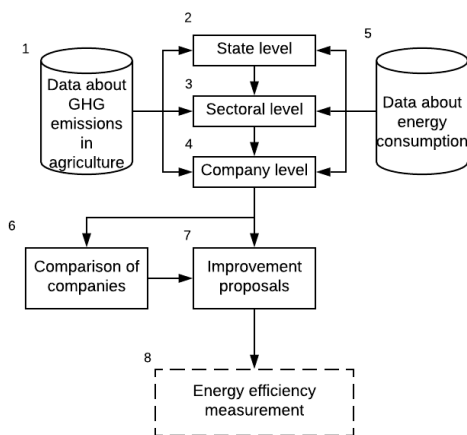 2
State level
1
5
Data about
GHG
emissions
in
agriculture
3
Sectoral level
Data about
energy
consumption
4
Company level
6
Comparison of
companies
7
Improvement
proposals
8
Energy efficiency
measurement